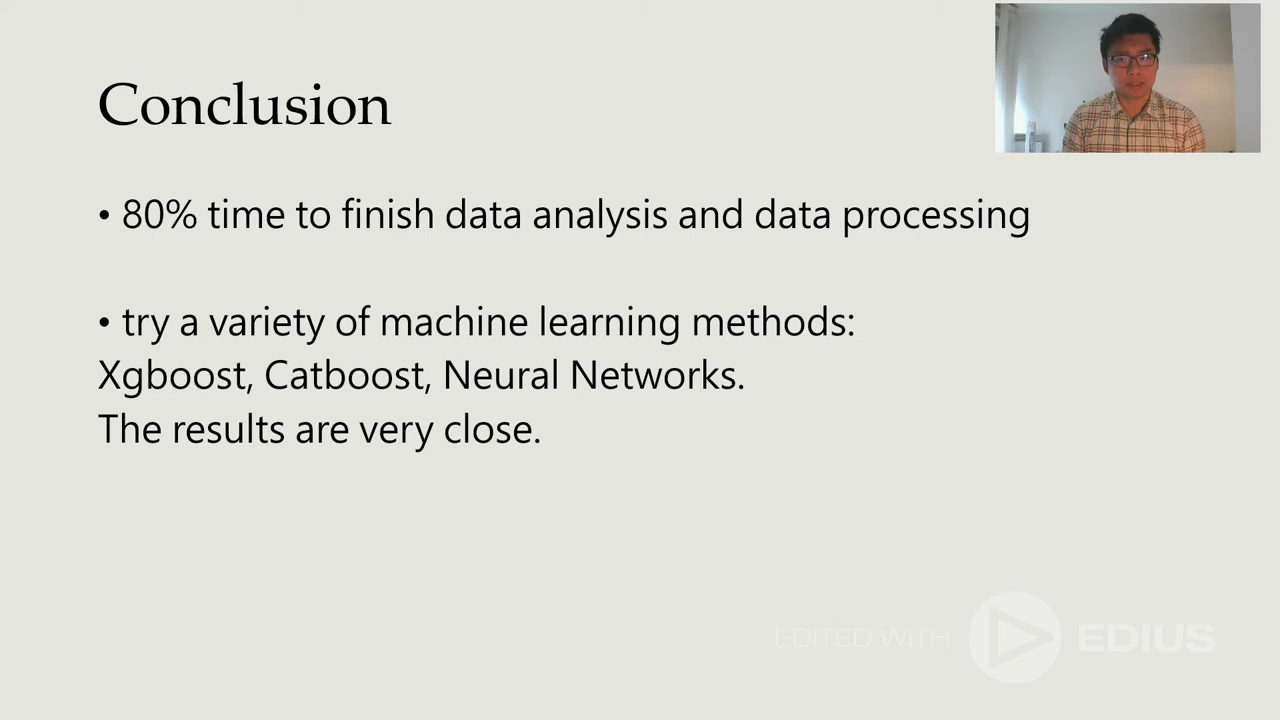 Conclusion
• 80% time to finish data analysis and data processing
• try a variety of machine learning methods:
Xgboost, Catboost, Neural Networks.
The results are very close.
EDITED WITH EDIUS